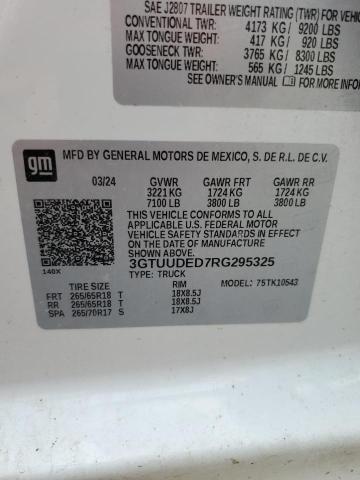 SAE J2807 TRAILER WEIGHT RATING (TWR) FOR VEHIC
CONVENTIONAL TWR: 4173 KG / 9200 LBS
MAX TONGUE WEIGHT: 417 KG / 920 LBS
GOOSENECK TWR: 3765 KG / 8300 LBS
MAX TONGUE WEIGHT: 565 KG / 1245 LBS
SEE OWNER'S MANUAL FOR MORE INFORMAT
gm
MFD BY GENERAL MOTORS DE MEXICO, S. DE R.L. DE C.V.
03/24 GVWR GAWR FRT GAWR RR
3221 KG 1724 KG 1724 KG
7100 LB 3800 LB 3800 LB
THIS VEHICLE CONFORMS TO ALL
APPLICABLE U.S. FEDERAL MOTOR
VEHICLE SAFETY STANDARDS IN
EFFECT ON THE DATE OF MANUFACTURE
SHOWN ABOVE.
3GTUUDED7RG295325
140X
TYPE: TRUCK
TIRE SIZE SPEED RTG RIM MODEL: 75TK10543
FRT 265/65R18 T 18X8.5J
RR 265/65R18 T 18X8.5J
SPA 265/70R17 S 17X8J